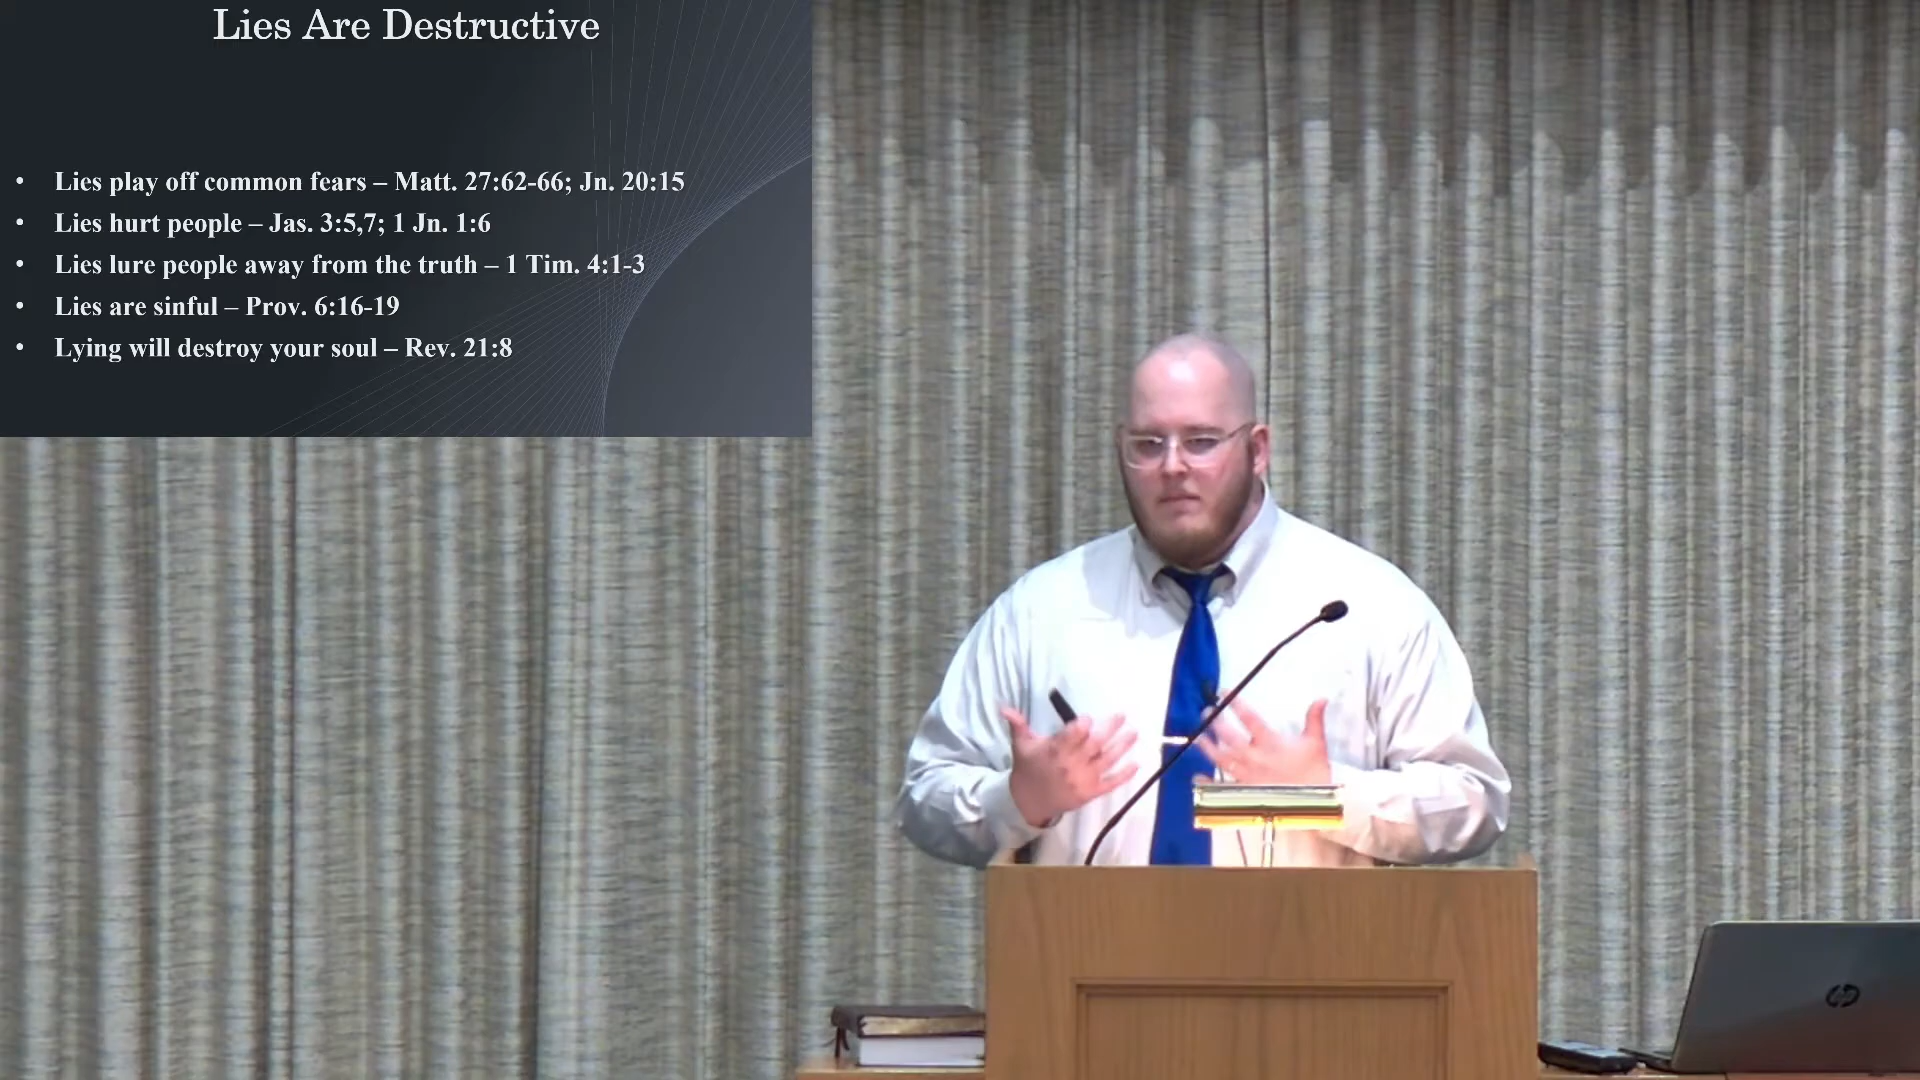 Lies Are Destructive
• Lies play off common fears – Matt. 27:62-66; Jn. 20:15
• Lies hurt people – Jas. 3:5,7; 1 Jn. 1:6
• Lies lure people away from the truth – 1 Tim. 4:1-3
• Lies are sinful – Prov. 6:16-19
• Lying will destroy your soul – Rev. 21:8
hp